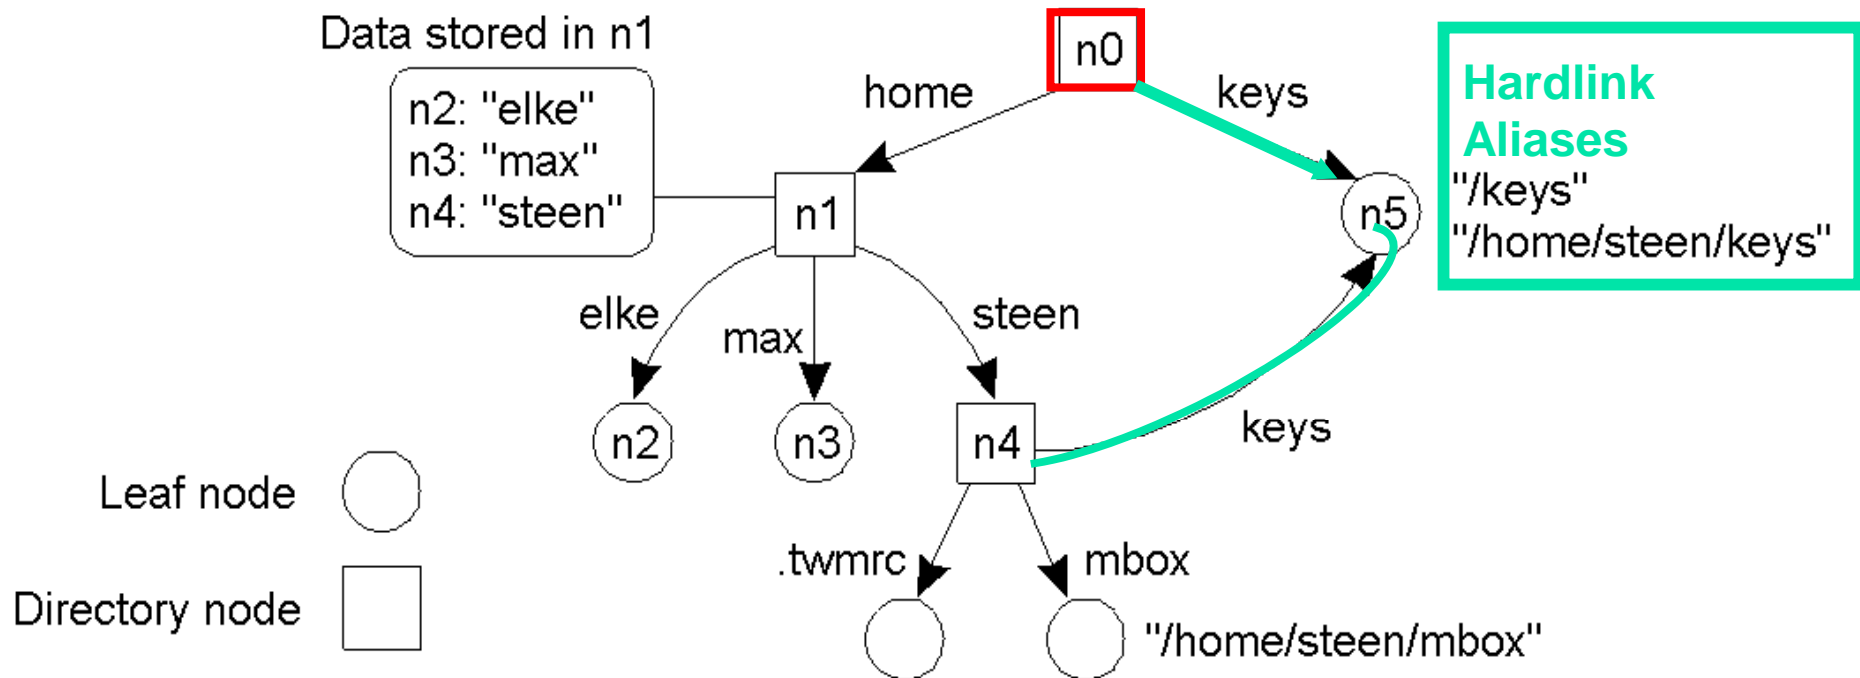 Data stored in n1
n2: "elke"
n3: "max"
n4: "steen"
n0
home
keys
Hardlink
Aliases
"/keys"
"/home/steen/keys"
n1
n5
elke
max
steen
n2
n3
n4
keys
Leaf node
.twmrc
mbox
Directory node
"/home/steen/mbox"